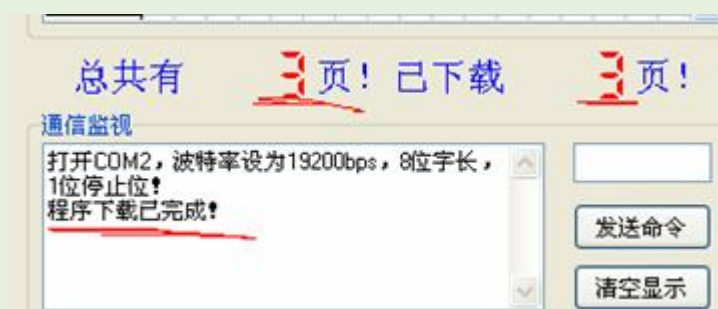 总共有 3页！已下载 3页！
通信监视
打开COM2，波特率设为19200bps，8位字长，
1位停止位！
程序下载已完成！
发送命令
清空显示